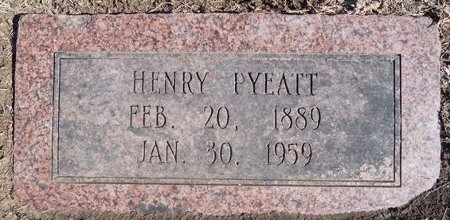 HENRY PYEATT
FEB. 20, 1889
JAN. 30, 1959